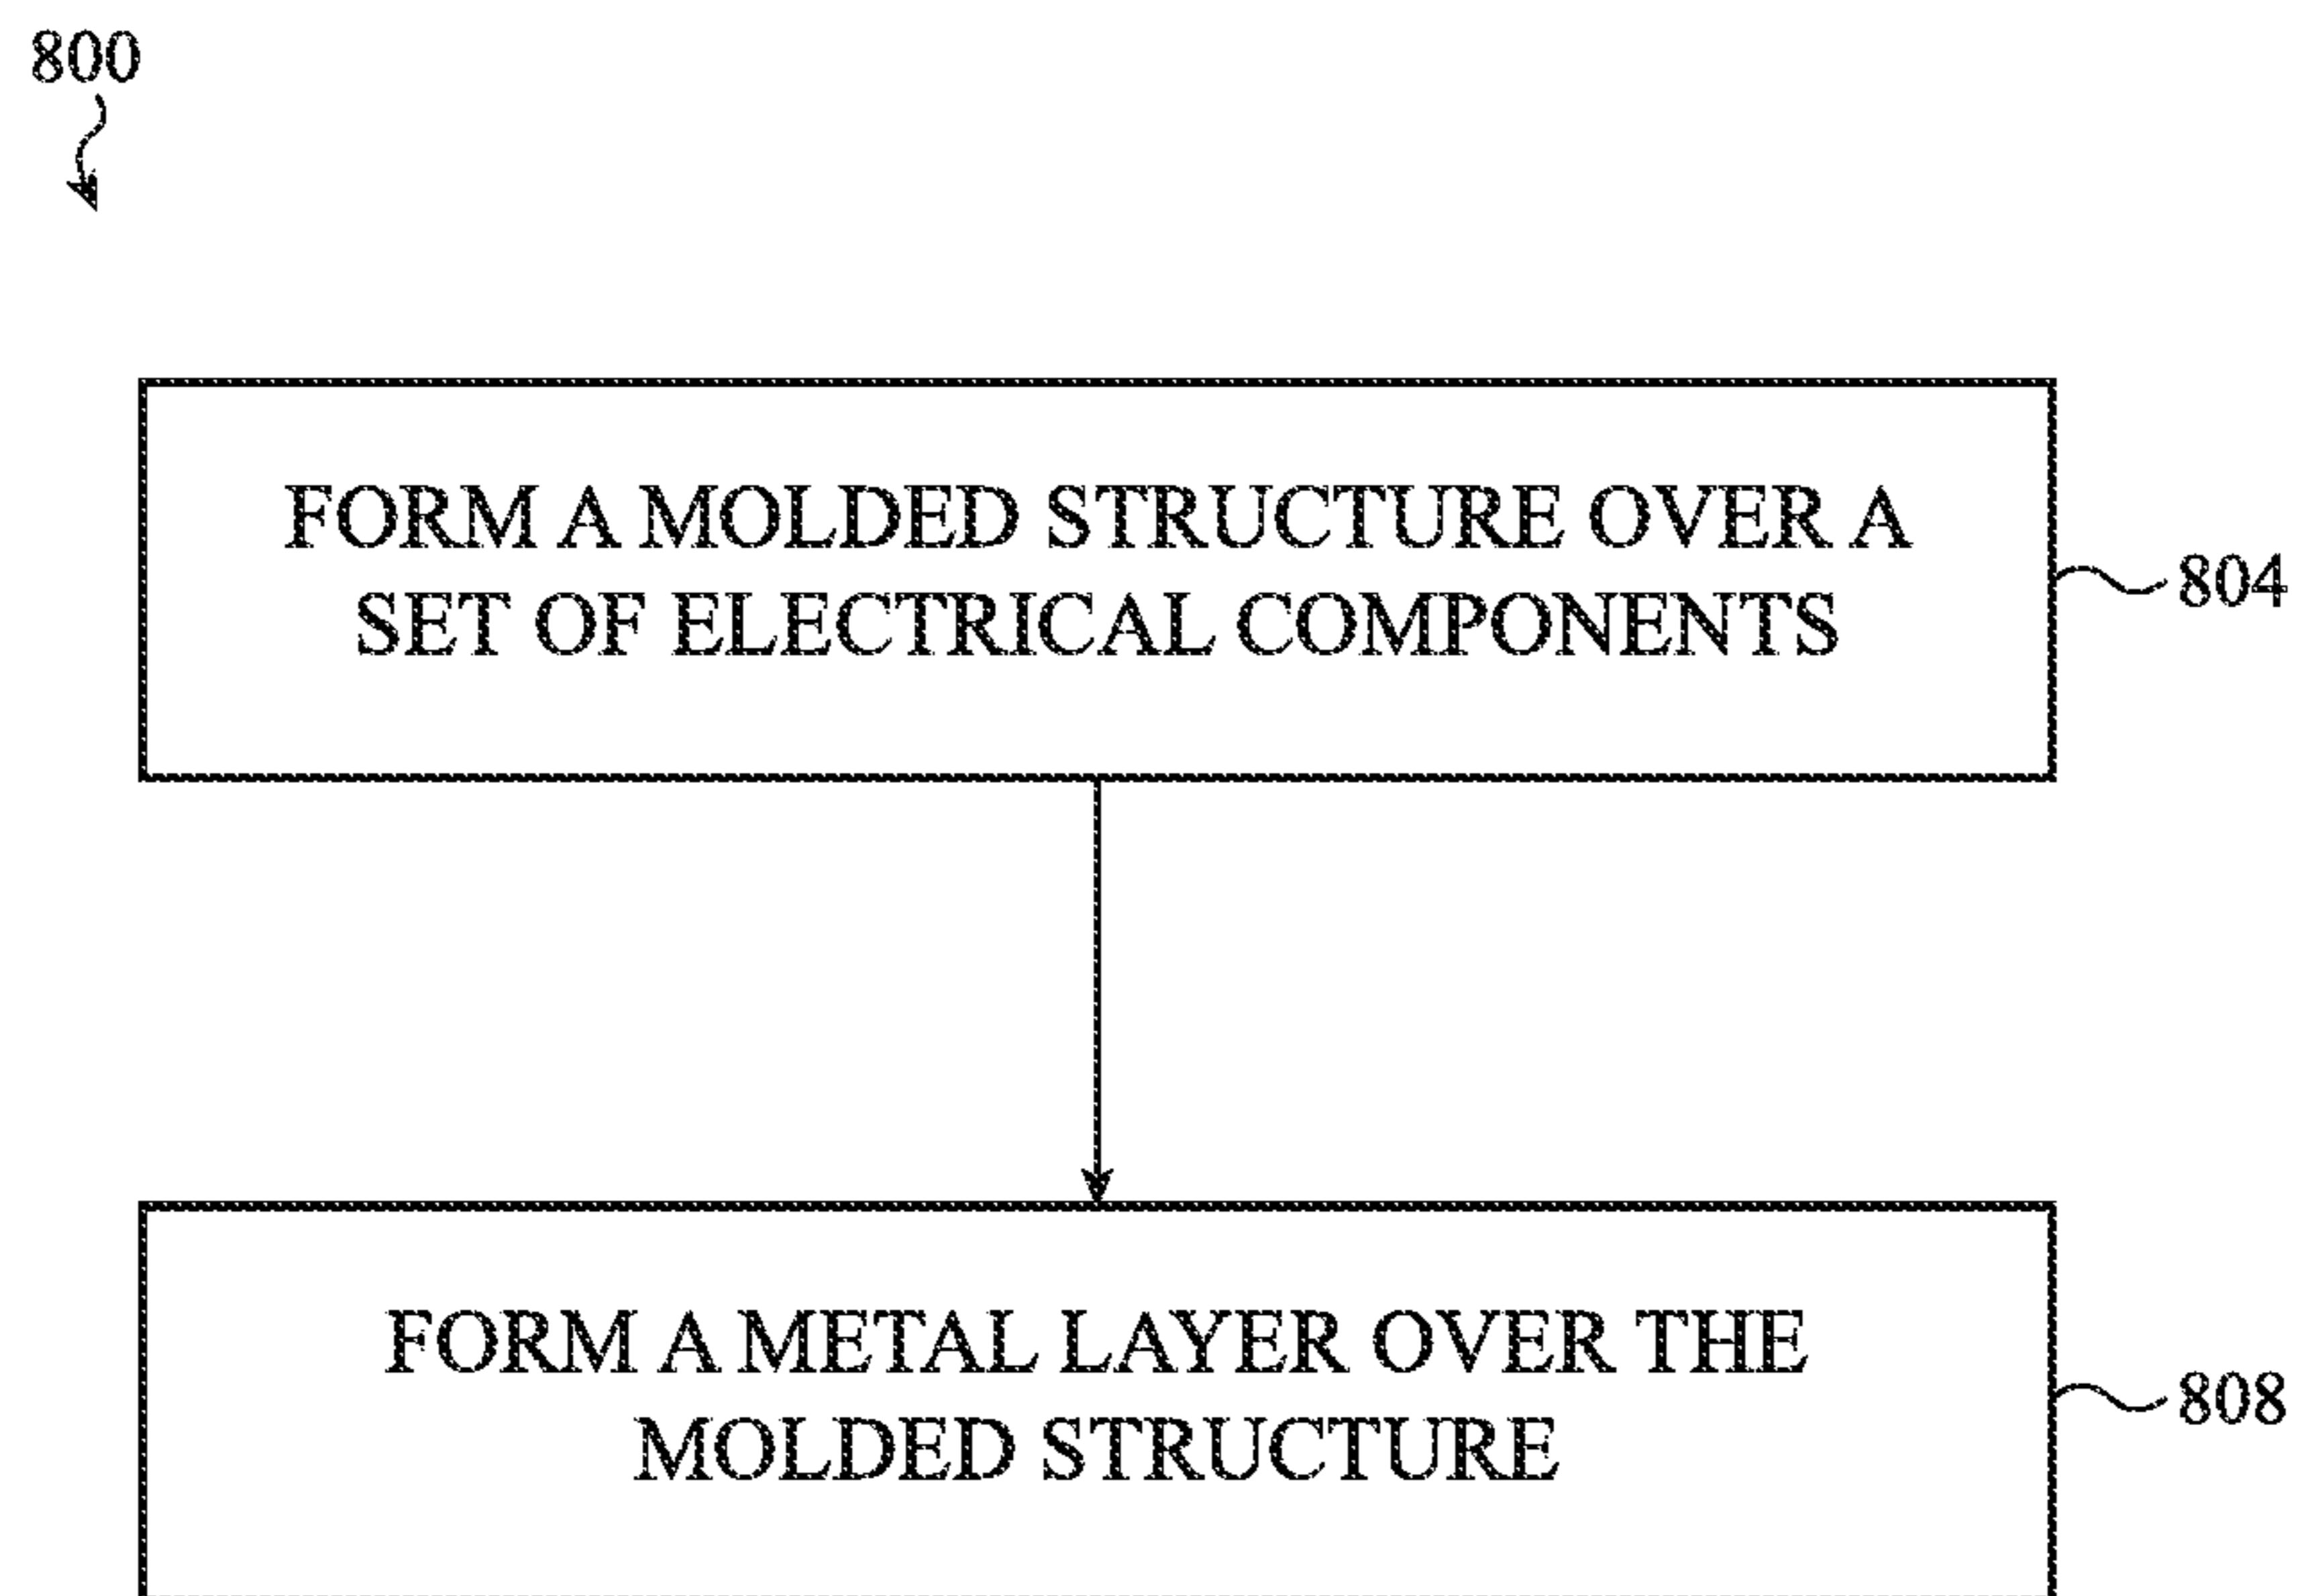 800
FORM A MOLDED STRUCTURE OVER A
SET OF ELECTRICAL COMPONENTS
804
FORM A METAL LAYER OVER THE
MOLDED STRUCTURE
808